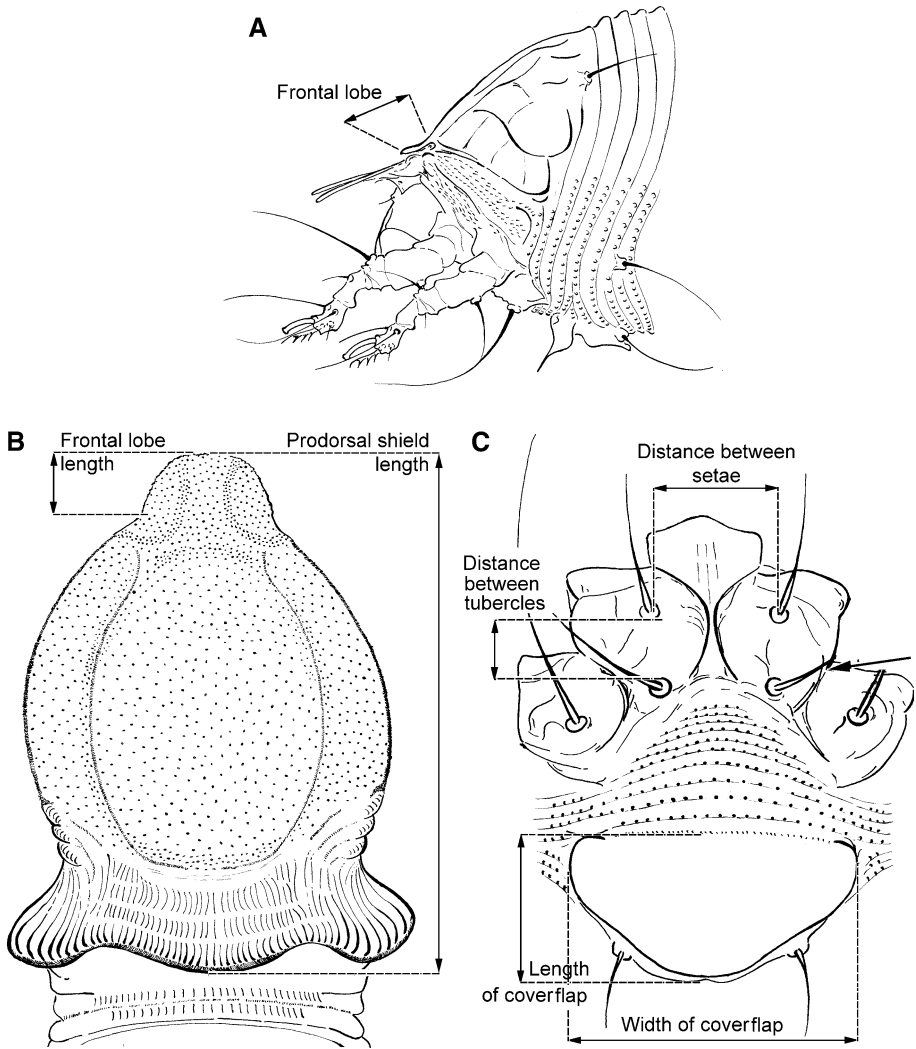 A
Frontal lobe
B
Frontal lobe
length
Prodorsal shield
length
C
Distance between
setae
Distance
between
tubercles
Length
of coverflap
Width of coverflap